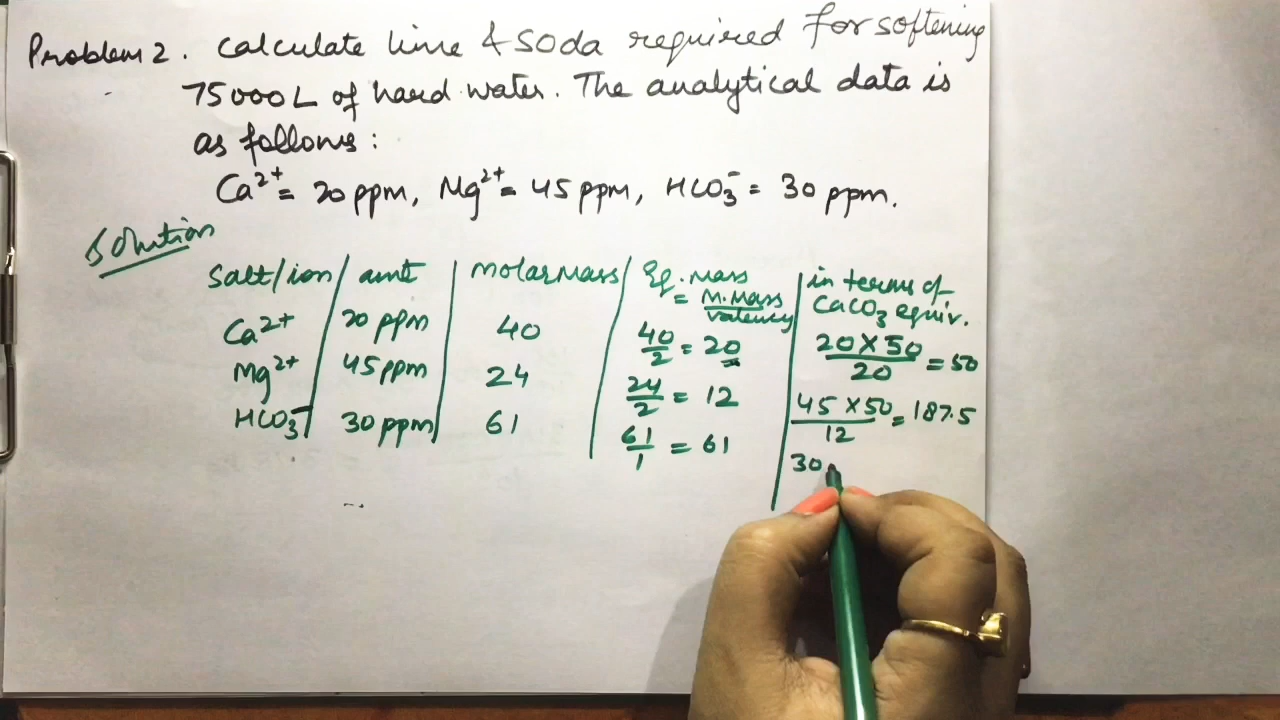 Problem 2. Calculate lime & soda required for softening
75000L of hard water. The analytical data is
as follows:
Ca²⁺ = 20 ppm, Mg²⁺ = 45 ppm, HCO₃⁻ = 30 ppm.
Solution
Salt/ion | amt | Molar Mass | Eq. Mass = M. Mass/Valency | in terms of CaCO₃ equiv.
Ca²⁺ | 20 ppm | 40 | 40/2 = 20 | 20 X 50/20 = 50
Mg²⁺ | 45 ppm | 24 | 24/2 = 12 | 45 X 50/12 = 187.5
HCO₃⁻ | 30 ppm | 61 | 61/1 = 61 | 30